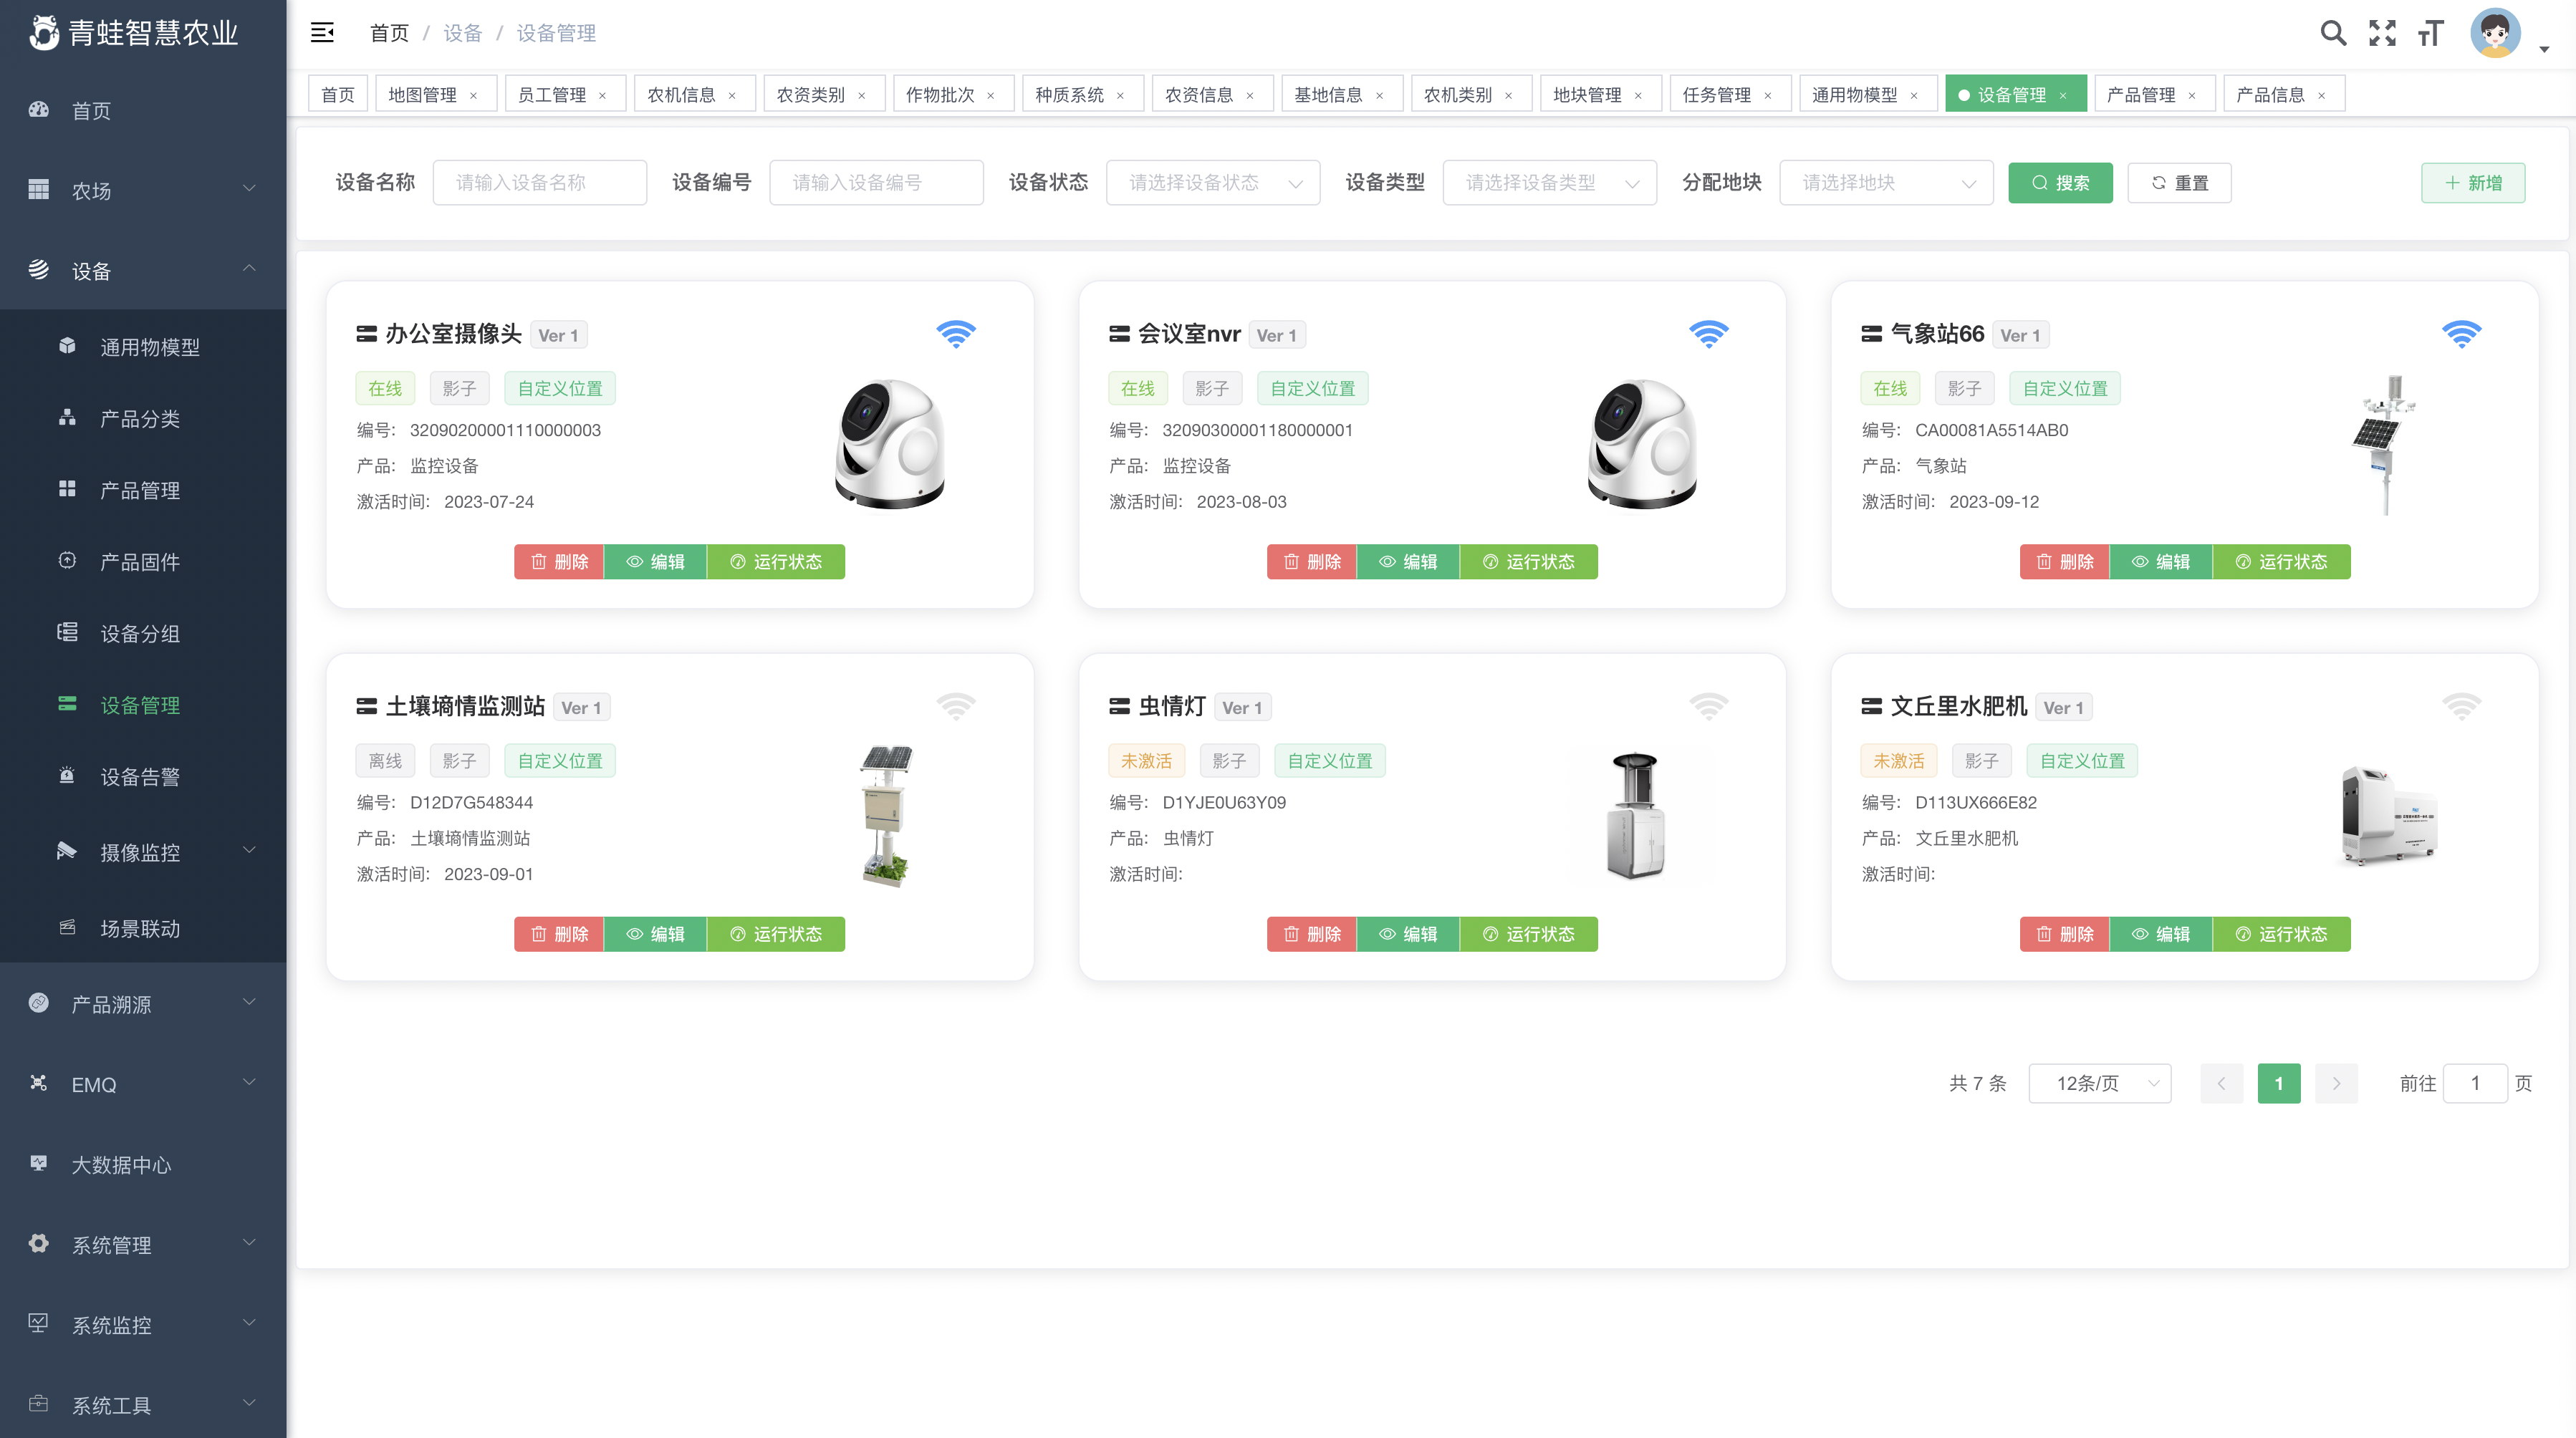 青蛙智慧农业
首页
农场
设备
通用物模型
产品分类
产品管理
产品固件
设备分组
设备管理
设备告警
摄像监控
场景联动
产品溯源
EMQ
大数据中心
系统管理
系统监控
系统工具
首页 / 设备 / 设备管理
首页 地图管理 × 员工管理 × 农机信息 × 农资类别 × 作物批次 × 种质系统 × 农资信息 × 基地信息 × 农机类别 × 地块管理 × 任务管理 × 通用物模型 × 设备管理 × 产品管理 × 产品信息 ×
设备名称 请输入设备名称 设备编号 请输入设备编号 设备状态 请选择设备状态 设备类型 请选择设备类型 分配地块 请选择地块 搜索 重置 新增
办公室摄像头 Ver 1
在线 影子 自定义位置
编号: 32090200001110000003
产品: 监控设备
激活时间: 2023-07-24
删除 编辑 运行状态
会议室nvr Ver 1
在线 影子 自定义位置
编号: 32090300001180000001
产品: 监控设备
激活时间: 2023-08-03
删除 编辑 运行状态
气象站66 Ver 1
在线 影子 自定义位置
编号: CA00081A5514AB0
产品: 气象站
激活时间: 2023-09-12
删除 编辑 运行状态
土壤墒情监测站 Ver 1
离线 影子 自定义位置
编号: D12D7G548344
产品: 土壤墒情监测站
激活时间: 2023-09-01
删除 编辑 运行状态
虫情灯 Ver 1
未激活 影子 自定义位置
编号: D1YJE0U63Y09
产品: 虫情灯
激活时间:
删除 编辑 运行状态
文丘里水肥机 Ver 1
未激活 影子 自定义位置
编号: D113UX666E82
产品: 文丘里水肥机
激活时间:
删除 编辑 运行状态
共 7 条 12条/页 1 前往 1 页